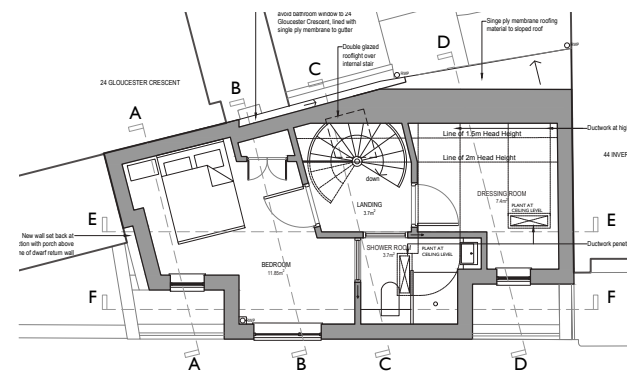 avoid bathroom window to 24
Gloucester Crescent, lined with
single ply membrane to gutter
Double glazed
rooflight over
internal stair
Singe ply membrane roofing
material to sloped roof
24 GLOUCESTER CRESCENT
A
B
C
D
Ductwork at hig
44 INVER
Line of 1.5m Head Height
Line of 2m Head Height
down
LANDING
3.7m²
DRESSING ROOM
7.4m²
PLANT AT
CEILING LEVEL
E
E
New wall set back at
tion with porch above
ne of dwarf return wall
SHOWER ROOM
3.7m²
PLANT AT
CEILING LEVEL
Ductwork penet
BEDROOM
11.85m²
F
F
A
B
C
D